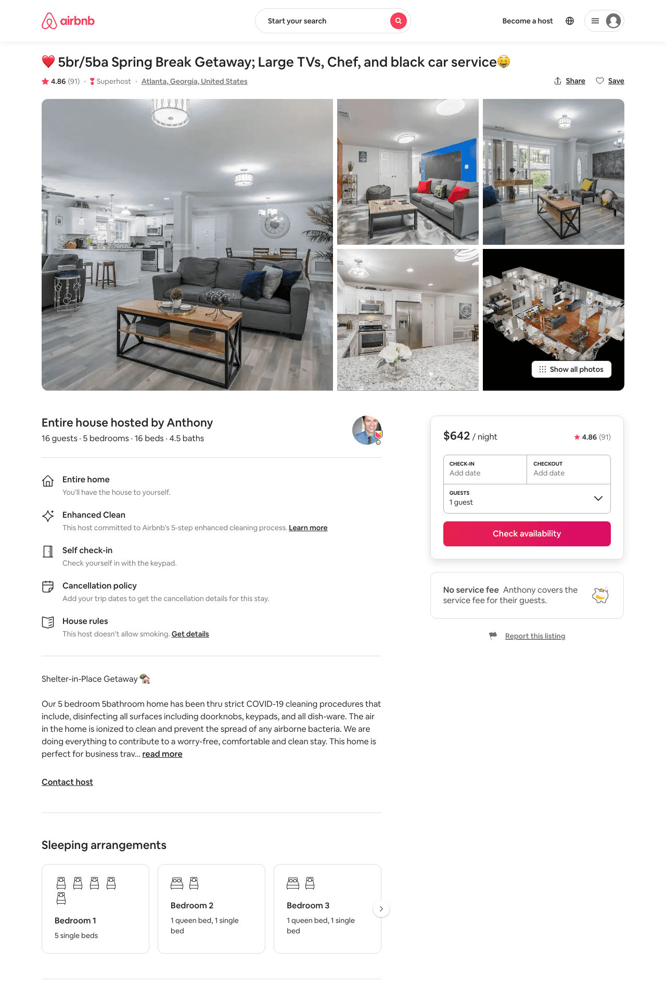 airbnb
Start your search
Become a host
❤️ 5br/5ba Spring Break Getaway; Large TVs, Chef, and black car service🤑
4.86 (91) · Superhost · Atlanta, Georgia, United States
Share
Save
Show all photos
Entire house hosted by Anthony
16 guests · 5 bedrooms · 16 beds · 4.5 baths
Entire home
You’ll have the house to yourself.
Enhanced Clean
This host committed to Airbnb's 5-step enhanced cleaning process. Learn more
Self check-in
Check yourself in with the keypad.
Cancellation policy
Add your trip dates to get the cancellation details for this stay.
House rules
This host doesn’t allow smoking. Get details
Shelter-in-Place Getaway 🏡
Our 5 bedroom 5bathroom home has been thru strict COVID-19 cleaning procedures that
include, disinfecting all surfaces including doorknobs, keypads, and all dish-ware. The air
in the home is ionized to clean and prevent the spread of any airborne bacteria. We are
doing everything to contribute to a worry-free, comfortable and clean stay. This home is
perfect for business trav... read more
Contact host
Sleeping arrangements
Bedroom 1
5 single beds
Bedroom 2
1 queen bed, 1 single
bed
Bedroom 3
1 queen bed, 1 single
bed
$642 / night
4.86 (91)
CHECK-IN
Add date
CHECKOUT
Add date
GUESTS
1 guest
Check availability
No service fee Anthony covers the
service fee for their guests.
Report this listing